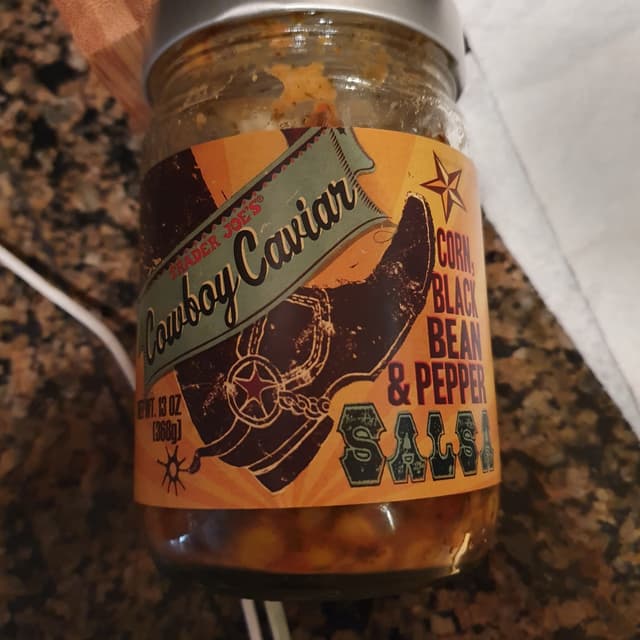 TRADER JOE'S®
Cowboy Caviar
CORN,
BLACK
BEAN
& PEPPER
SALSA
NET WT. 13 OZ
(368g)